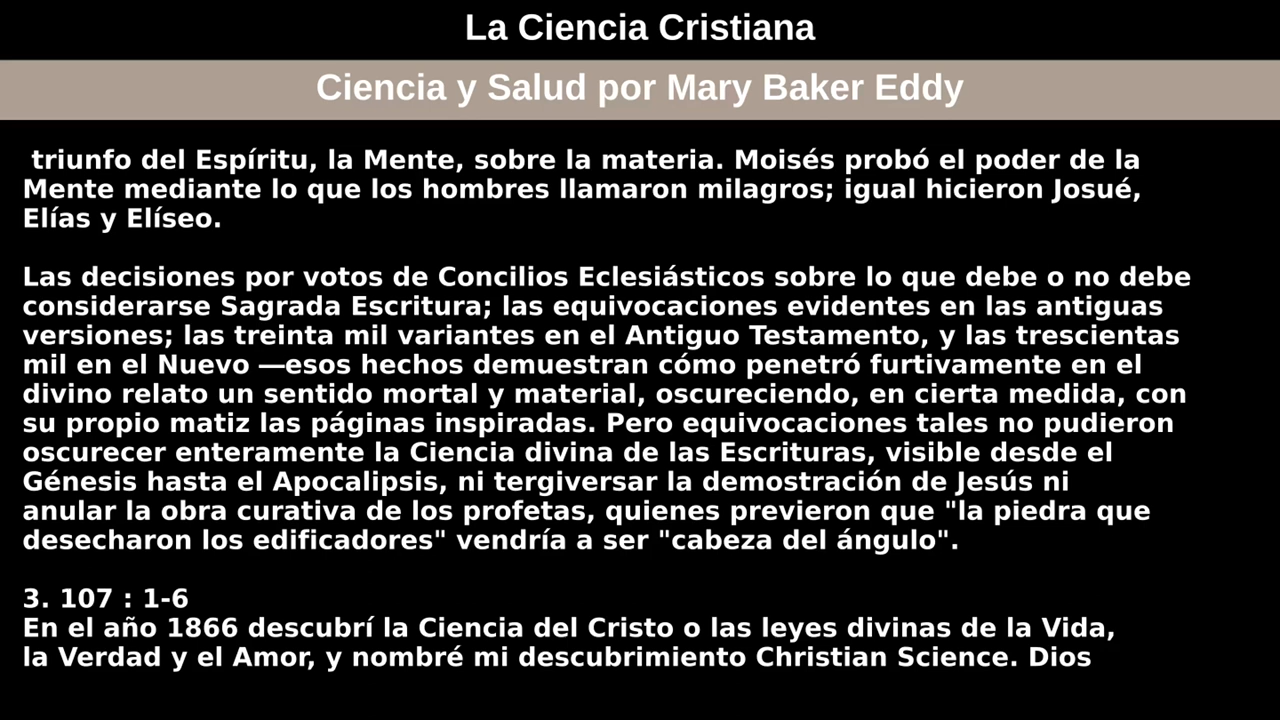 La Ciencia Cristiana
Ciencia y Salud por Mary Baker Eddy
triunfo del Espíritu, la Mente, sobre la materia. Moisés probó el poder de la
Mente mediante lo que los hombres llamaron milagros; igual hicieron Josué,
Elías y Elíseo.
Las decisiones por votos de Concilios Eclesiásticos sobre lo que debe o no debe
considerarse Sagrada Escritura; las equivocaciones evidentes en las antiguas
versiones; las treinta mil variantes en el Antiguo Testamento, y las trescientas
mil en el Nuevo —esos hechos demuestran cómo penetró furtivamente en el
divino relato un sentido mortal y material, oscureciendo, en cierta medida, con
su propio matiz las páginas inspiradas. Pero equivocaciones tales no pudieron
oscurecer enteramente la Ciencia divina de las Escrituras, visible desde el
Génesis hasta el Apocalipsis, ni tergiversar la demostración de Jesús ni
anular la obra curativa de los profetas, quienes previeron que "la piedra que
desecharon los edificadores" vendría a ser "cabeza del ángulo".
3. 107 : 1-6
En el año 1866 descubrí la Ciencia del Cristo o las leyes divinas de la Vida,
la Verdad y el Amor, y nombré mi descubrimiento Christian Science. Dios